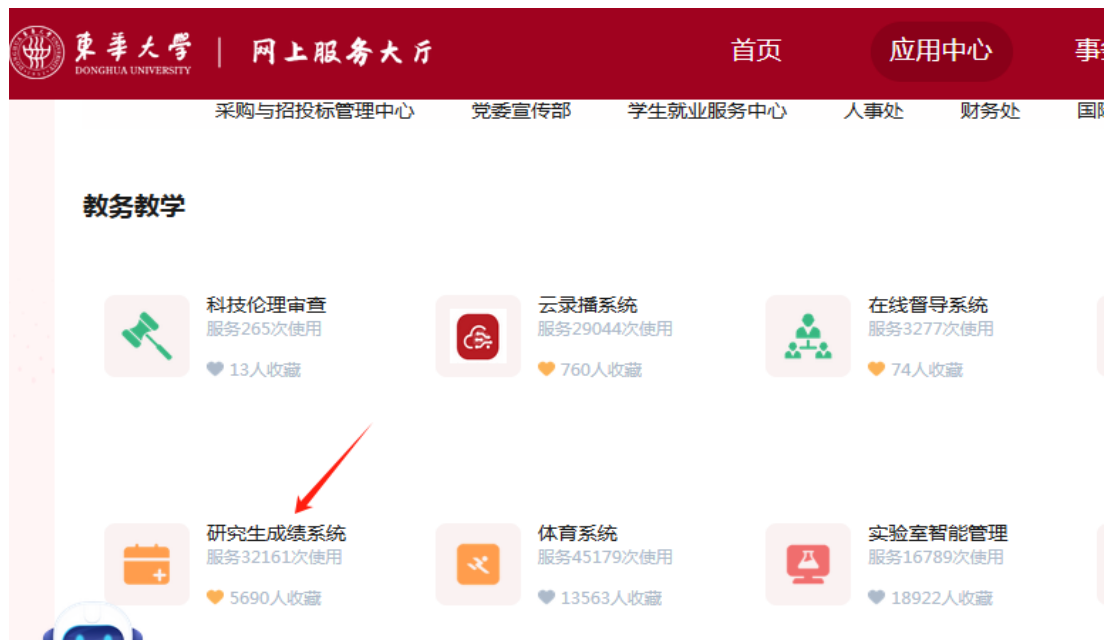 東華大學 | 网上服务大厅
DONGHUA UNIVERSITY
首页 应用中心
采购与招投标管理中心 党委宣传部 学生就业服务中心 人事处 财务处
教务教学
科技伦理审查 云录播系统 在线督导系统
服务265次使用 服务29044次使用 服务3277次使用
13人收藏 760人收藏 74人收藏
研究生成绩系统 体育系统 实验室智能管理
服务32161次使用 服务45179次使用 服务16789次使用
5690人收藏 13563人收藏 18922人收藏